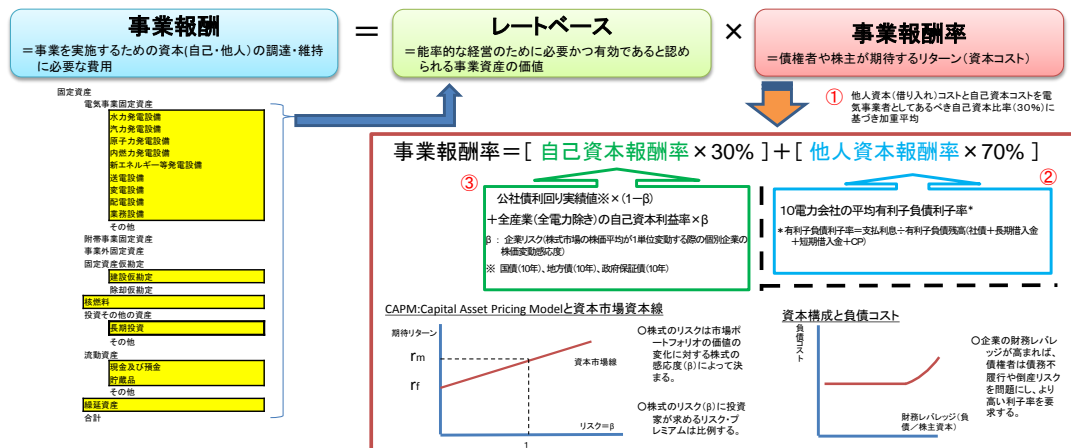 事業報酬
＝事業を実施するための資本(自己・他人)の調達・維持
に必要な費用
＝
レートベース
＝能率的な経営のために必要かつ有効であると認め
られる事業資産の価値
×
事業報酬率
＝債権者や株主が期待するリターン(資本コスト)
固定資産
電気事業固定資産
水力発電設備
汽力発電設備
原子力発電設備
内燃力発電設備
新エネルギー等発電設備
送電設備
変電設備
配電設備
業務設備
その他
附帯事業固定資産
事業外固定資産
固定資産仮勘定
建設仮勘定
除却仮勘定
核燃料
投資その他の資産
長期投資
その他
流動資産
現金及び預金
貯蔵品
その他
繰延資産
合計
①
他人資本(借り入れ)コストと自己資本コストを電
気事業者としてあるべき自己資本比率(30%)に
基づき加重平均
事業報酬率＝[ 自己資本報酬率×30% ]＋[ 他人資本報酬率×70% ]
③
公社債利回り実績値※×(1−β)
＋全産業(全電力除き)の自己資本利益率×β
β ： 企業リスク(株式市場の株価平均が1単位変動する際の個別企業の
株価変動感応度)
※ 国債(10年)、地方債(10年)、政府保証債(10年)
②
10電力会社の平均有利子負債利子率*
*有利子負債利子率＝支払利息÷有利子負債残高(社債＋長期借入金
＋短期借入金＋CP)
CAPM:Capital Asset Pricing Modelと資本市場資本線
期待リターン
rm
rf
資本市場線
リスク＝β
1
○株式のリスクは市場ポ
ートフォリオの価値の
変化に対する株式の
感応度(β)によって決
まる。
○株式のリスク(β)に投資
家が求めるリスク・プ
レミアムは比例する。
資本構成と負債コスト
負債コスト
財務レバレッジ(負
債／株主資本)
○企業の財務レバレ
ッジが高まれば、
債権者は債務不
履行や倒産リスク
を問題にし、より
高い利子率を要
求する。